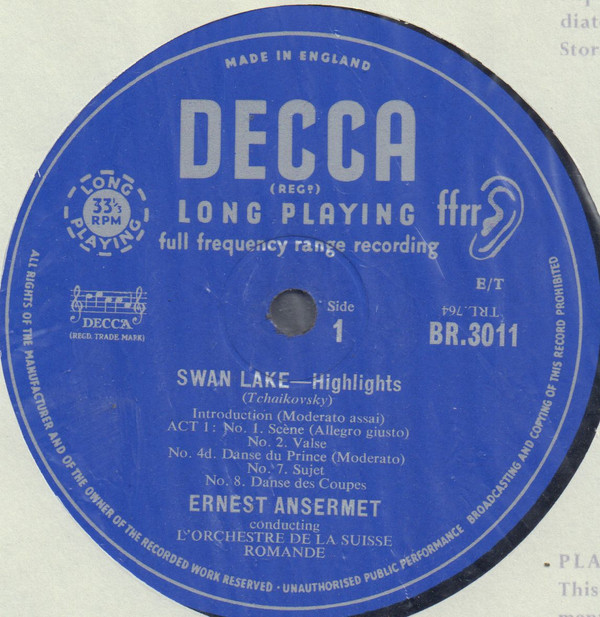 MADE IN ENGLAND
DECCA
(REGᴰ)
LONG PLAYING
ffrr
full frequency range recording
LONG
33⅓
RPM
PLAYING
DECCA
(REGD. TRADE MARK)
E/T
TRL.764
Side
1
BR.3011
SWAN LAKE—Highlights
(Tchaikovsky)
Introduction (Moderato assai)
ACT 1: No. 1. Scène (Allegro giusto)
No. 2. Valse
No. 4d. Danse du Prince (Moderato)
No. 7. Sujet
No. 8. Danse des Coupes
ERNEST ANSERMET
conducting
L'ORCHESTRE DE LA SUISSE
ROMANDE
ALL RIGHTS OF THE MANUFACTURER AND OF THE OWNER OF THE RECORDED WORK RESERVED · UNAUTHORISED PUBLIC PERFORMANCE BROADCASTING AND COPYING OF THIS RECORD PROHIBITED
diat
Stor
PLA
This